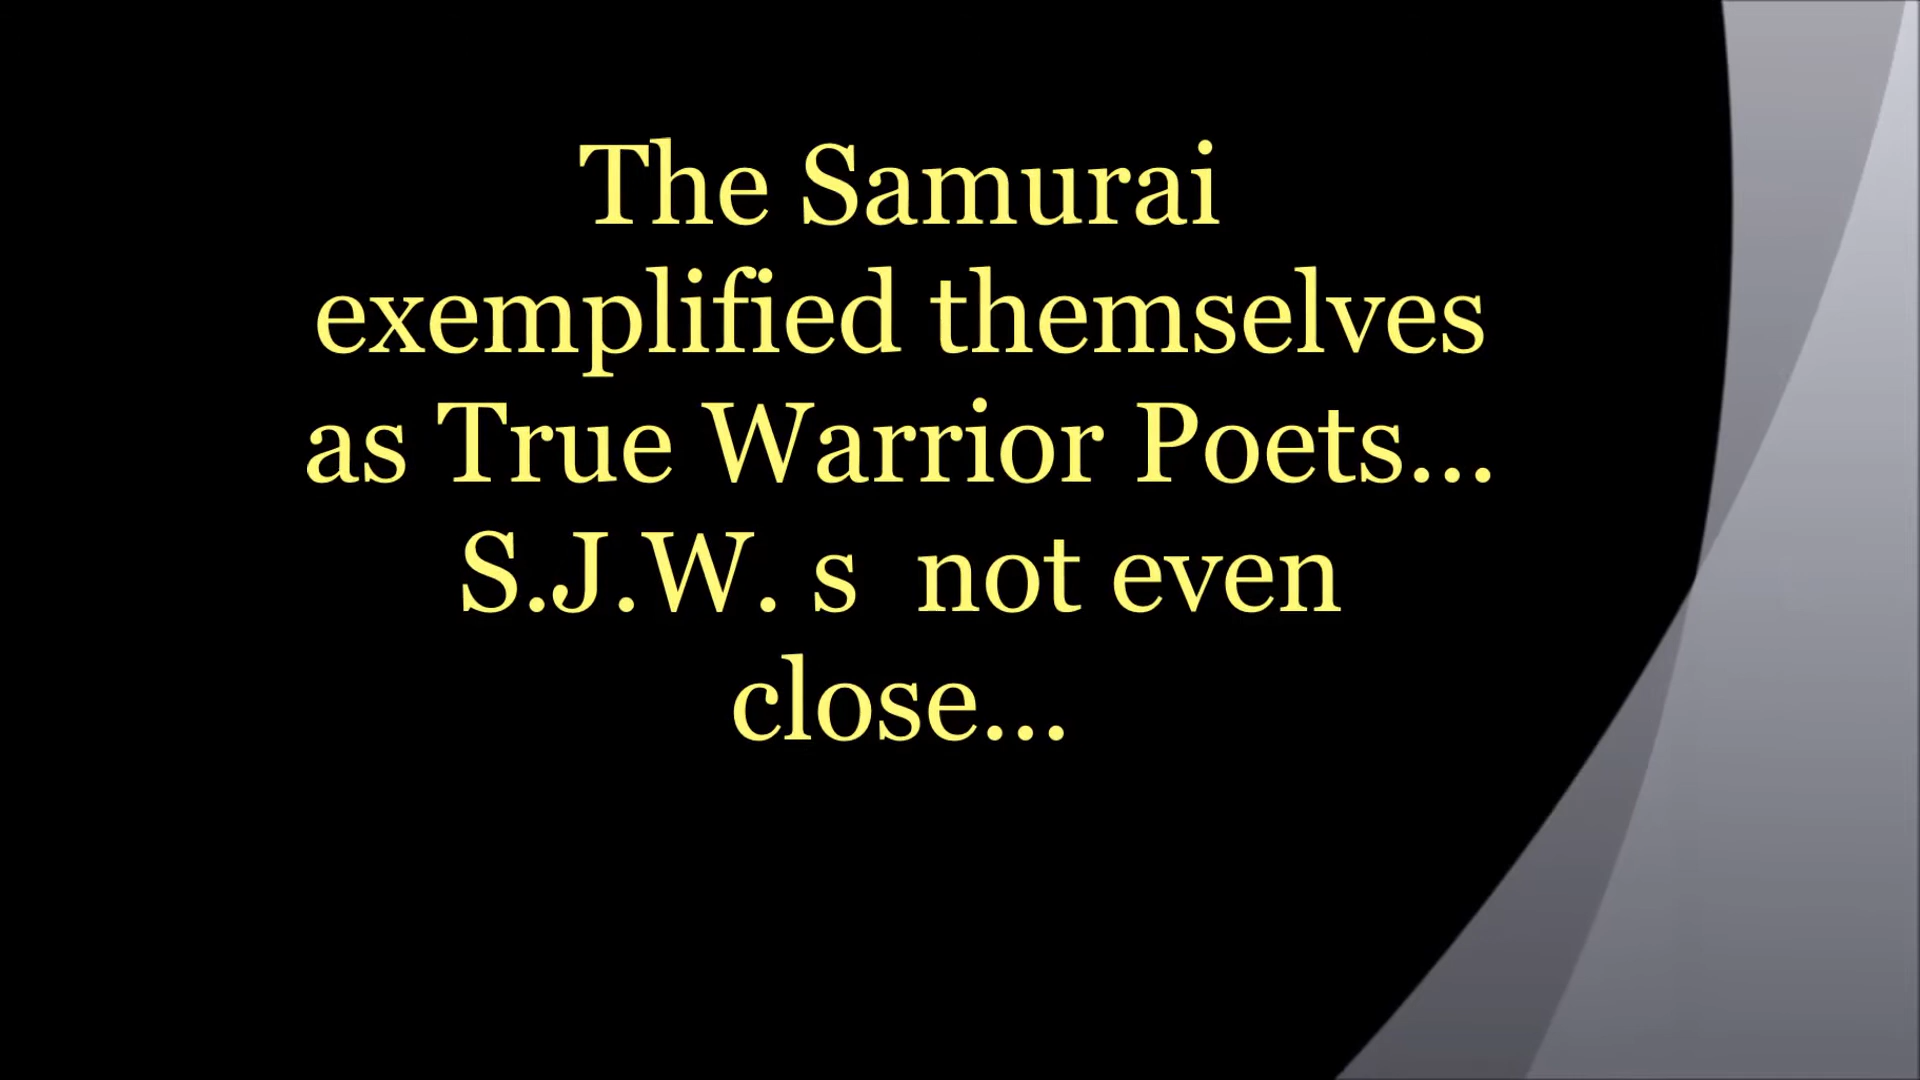 The Samurai
exemplified themselves
as True Warrior Poets...
S.J.W. s  not even
close...